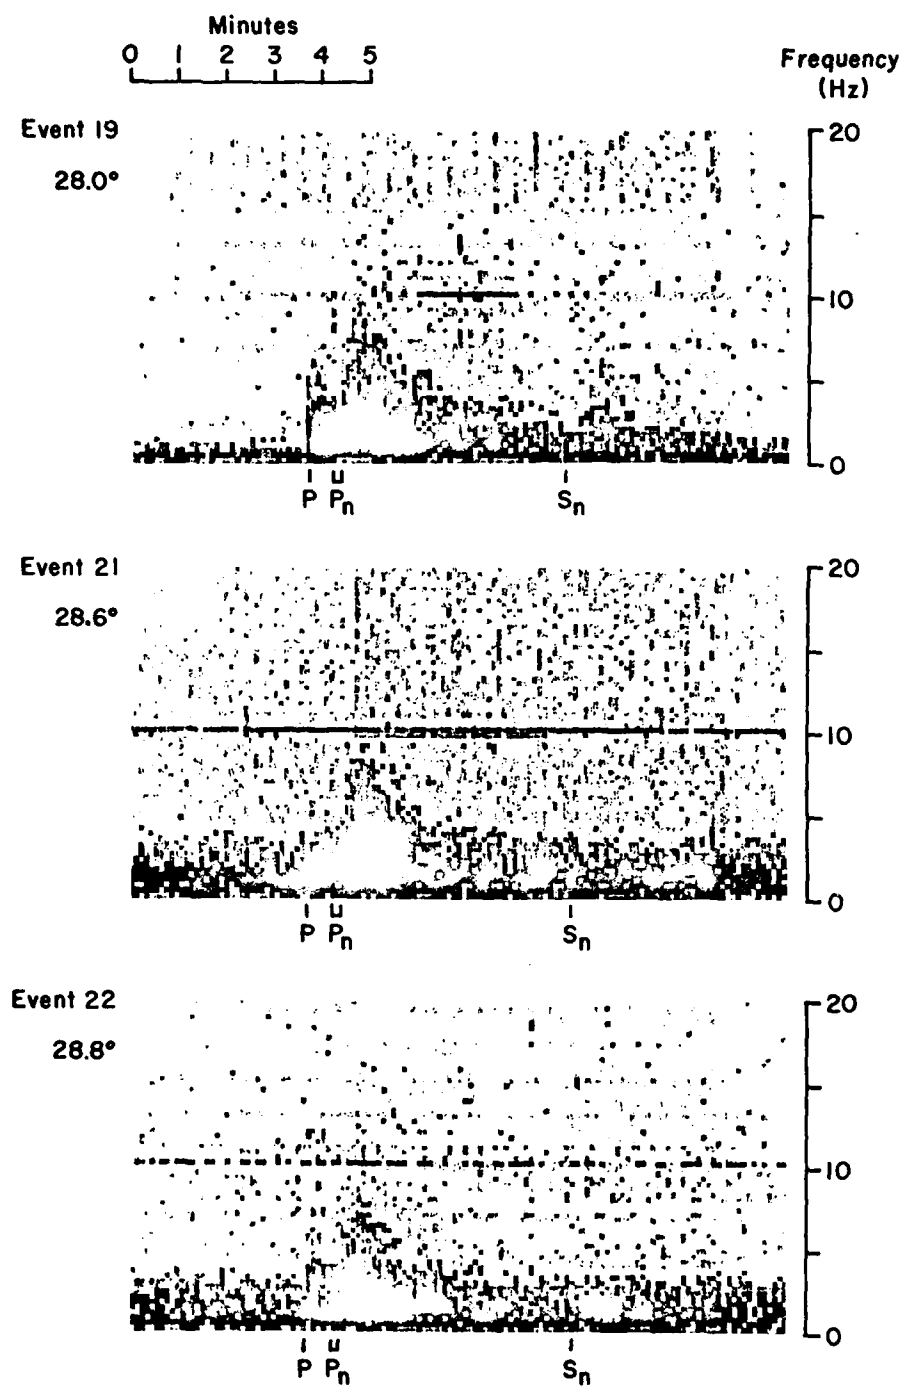 Minutes
0 1 2 3 4 5
Frequency
(Hz)
Event 19
28.0°
20
10
0
P Pn Sn
Event 21
28.6°
20
10
0
P Pn Sn
Event 22
28.8°
20
10
0
P Pn Sn